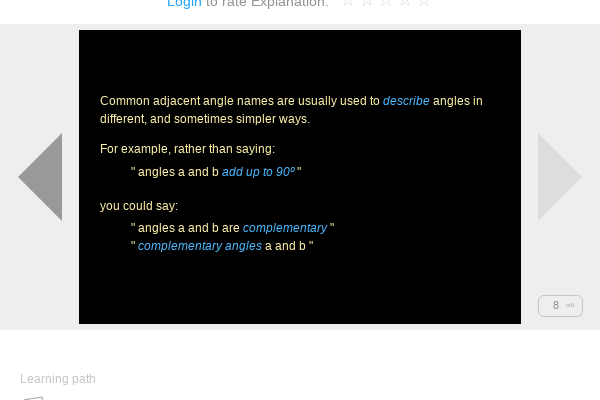 Login to rate Explanation:
Common adjacent angle names are usually used to describe angles in
different, and sometimes simpler ways.
For example, rather than saying:
" angles a and b add up to 90º "
you could say:
" angles a and b are complementary "
" complementary angles a and b "
8
Learning path